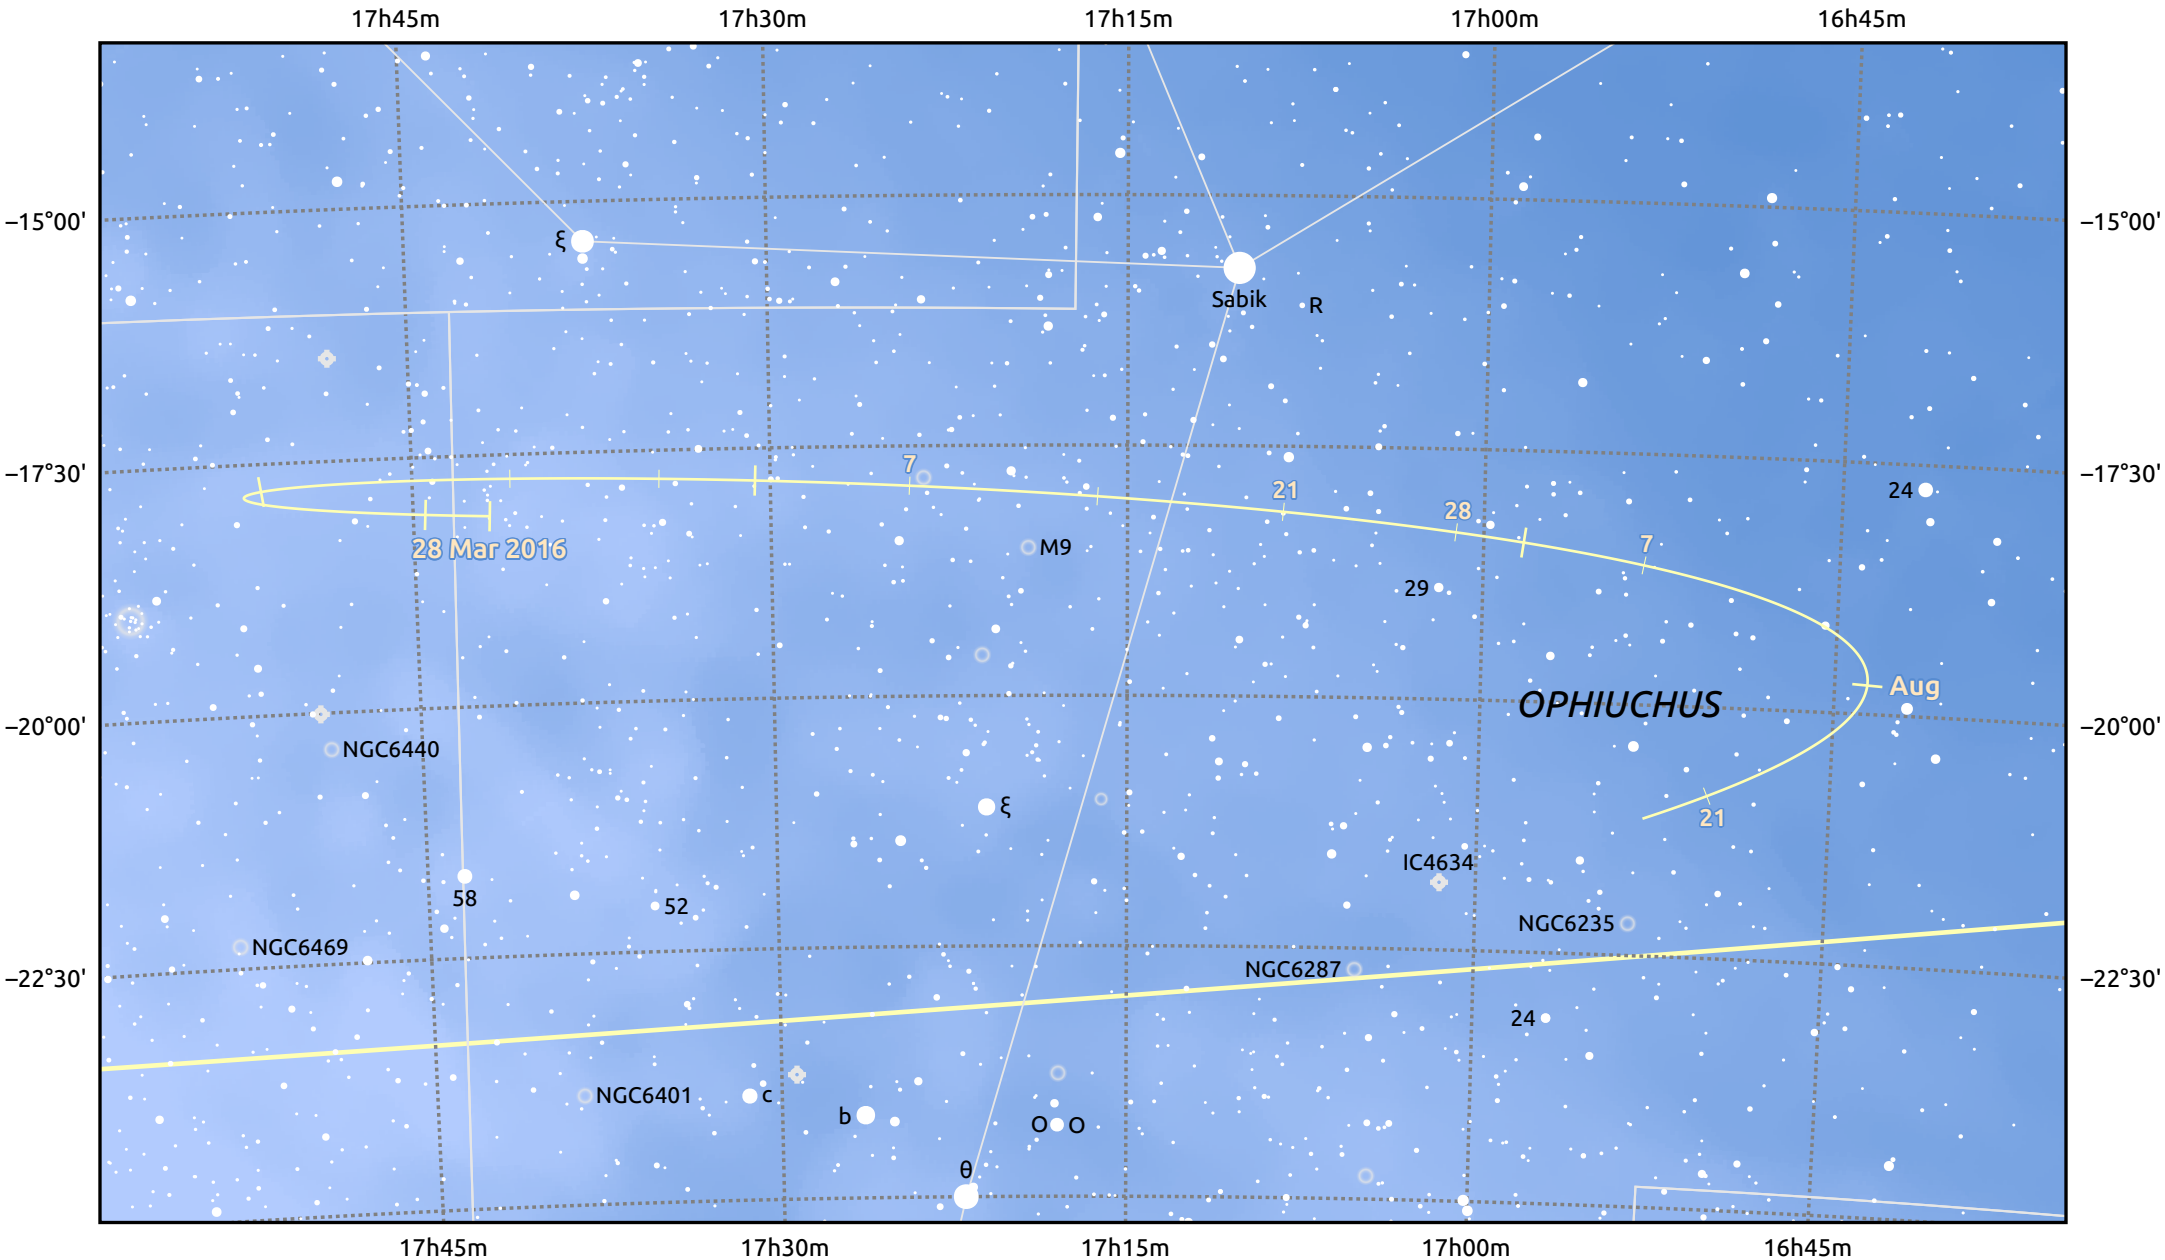 17h45m 17h30m 17h15m 17h00m 16h45m
−15°00' −15°00'
ξ
Sabik R
−17°30' −17°30'
7
21
24
28
28 Mar 2016
M9
7
29
Aug
OPHIUCHUS
−20°00' −20°00'
NGC6440
ξ
21
IC4634
58
52
NGC6235
NGC6469
NGC6287
−22°30' −22°30'
24
NGC6401
c
b
O O
θ
17h45m 17h30m 17h15m 17h00m 16h45m